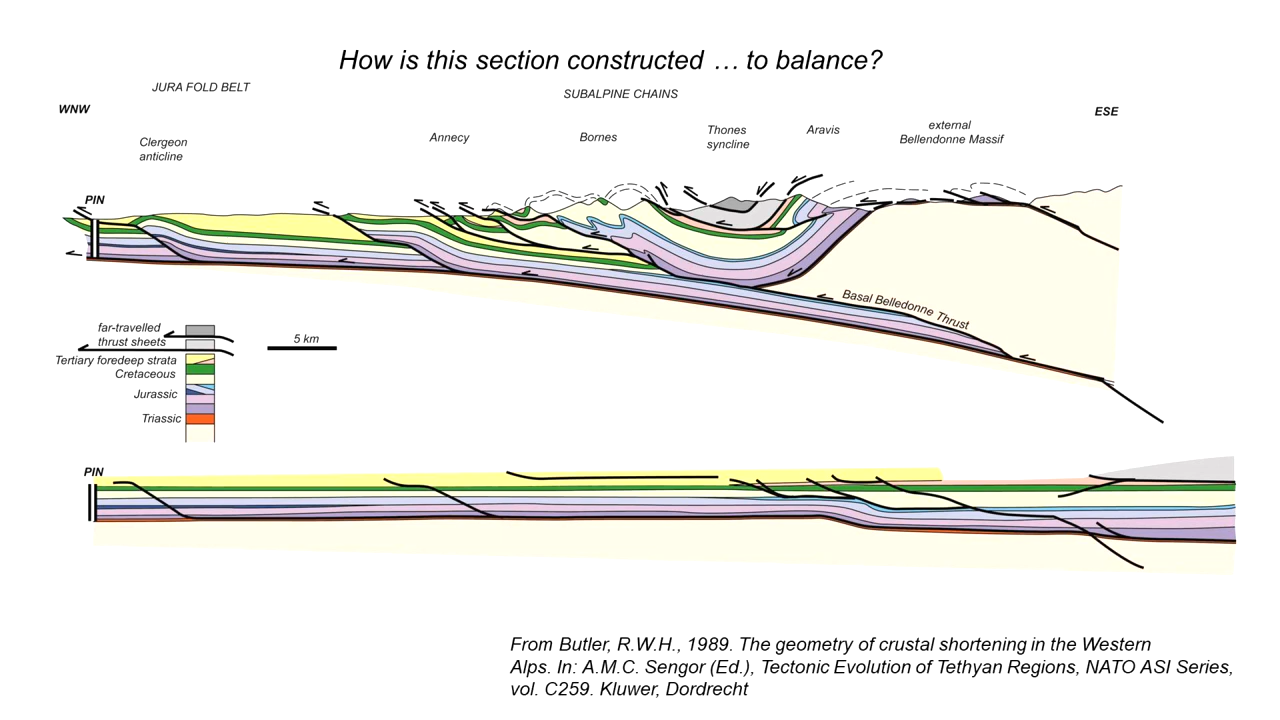 How is this section constructed … to balance?
JURA FOLD BELT
SUBALPINE CHAINS
WNW
ESE
Clergeon
anticline
Annecy
Bornes
Thones
syncline
Aravis
external
Bellendonne Massif
PIN
Basal Belledonne Thrust
far-travelled
thrust sheets
5 km
Tertiary foredeep strata
Cretaceous
Jurassic
Triassic
PIN
From Butler, R.W.H., 1989. The geometry of crustal shortening in the Western
Alps. In: A.M.C. Sengor (Ed.), Tectonic Evolution of Tethyan Regions, NATO ASI Series,
vol. C259. Kluwer, Dordrecht